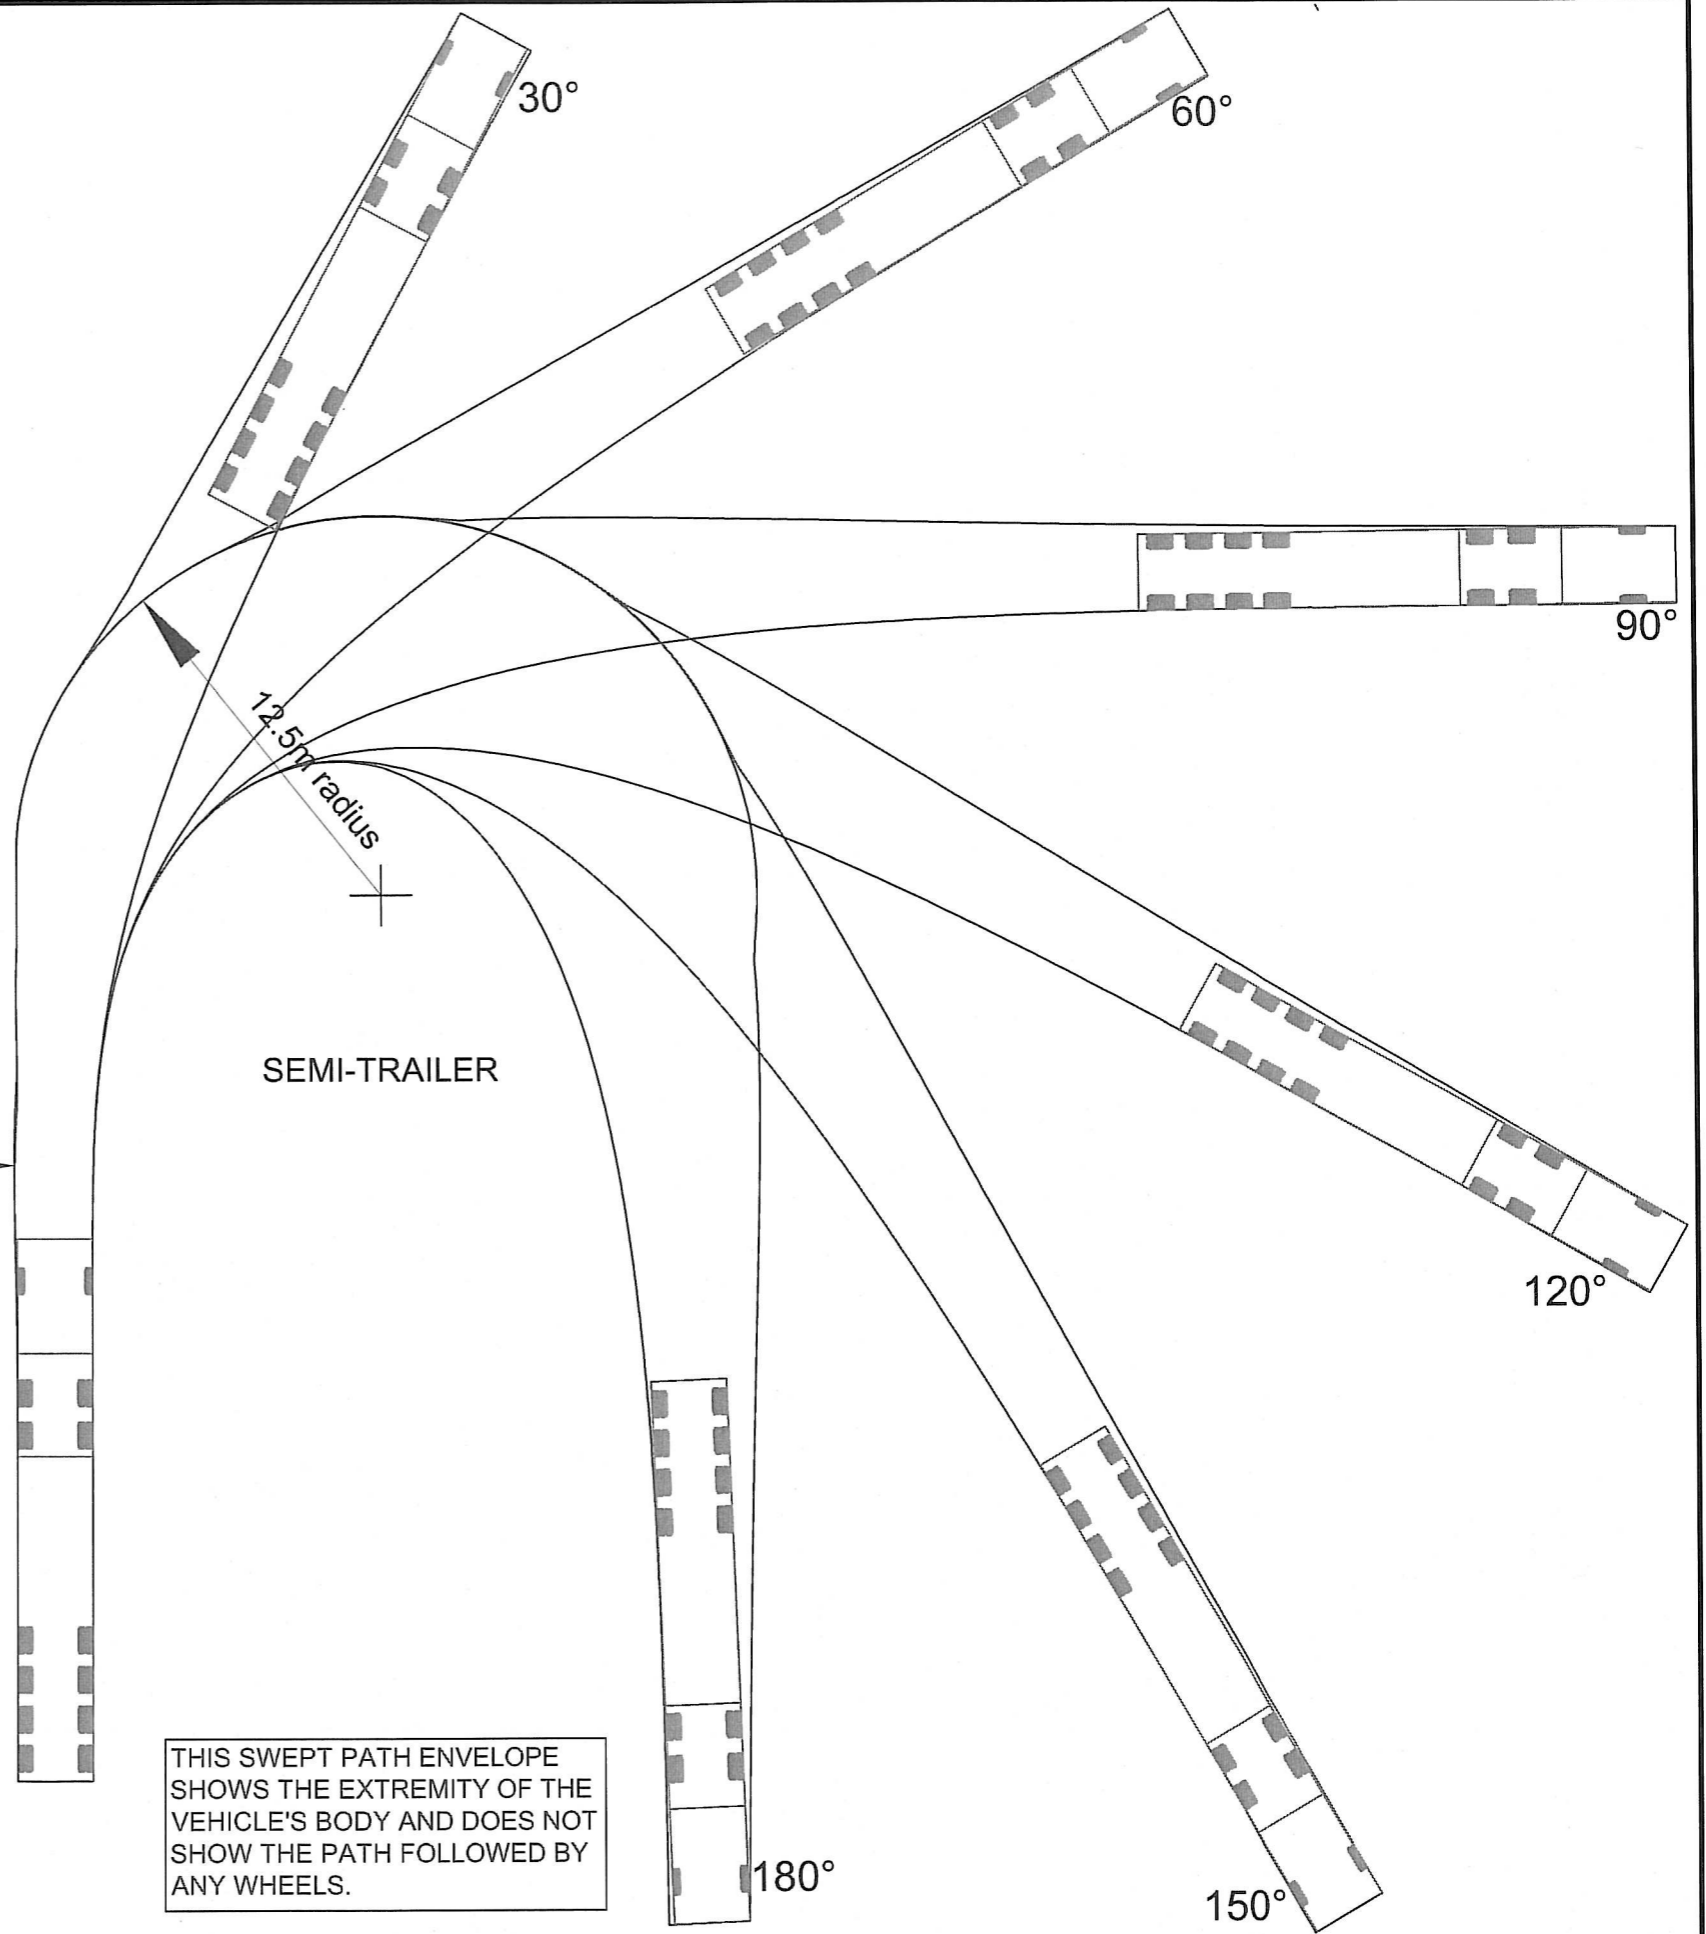 30°
60°
90°
12.5m radius
SEMI-TRAILER
120°
THIS SWEPT PATH ENVELOPE
SHOWS THE EXTREMITY OF THE
VEHICLE'S BODY AND DOES NOT
SHOW THE PATH FOLLOWED BY
ANY WHEELS.
180°
150°